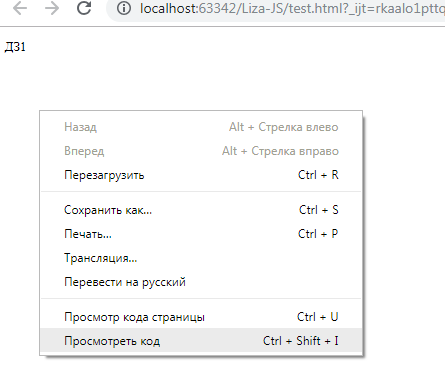 localhost:63342/Liza-JS/test.html?_ijt=rkaalo1pttq
ДЗ1
Назад Alt + Стрелка влево
Вперед Alt + Стрелка вправо
Перезагрузить Ctrl + R
Сохранить как... Ctrl + S
Печать... Ctrl + P
Трансляция...
Перевести на русский
Просмотр кода страницы Ctrl + U
Просмотреть код Ctrl + Shift + I